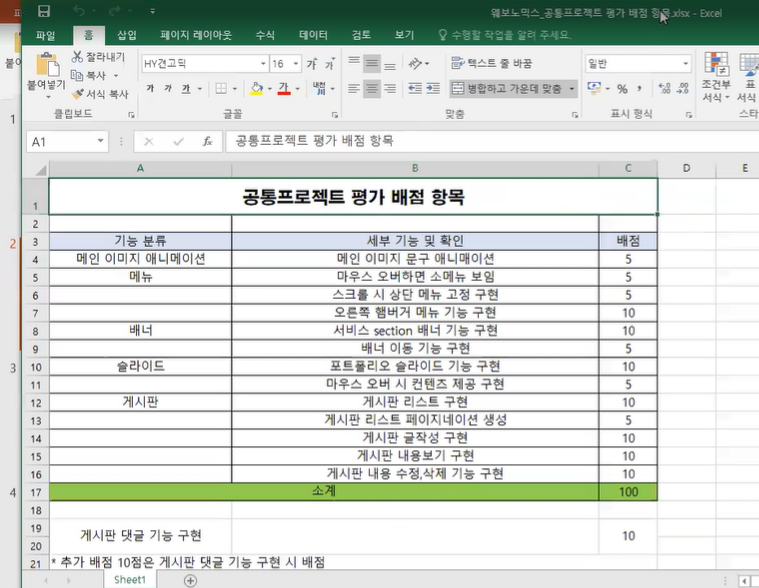 웨보노믹스_공통프로젝트 평가 배점 항목.xlsx - Excel
파일 홈 삽입 페이지 레이아웃 수식 데이터 검토 보기 수행할 작업을 알려 주세요.
붙여넣기 잘라내기 복사 서식 복사 클립보드
HY견고딕 16 가 가 가 가 가 가 내천 글꼴
텍스트 줄 바꿈 병합하고 가운데 맞춤 맞춤
일반 % , 표시 형식
조건부 서식 표 서식 스타
A1 fx 공통프로젝트 평가 배점 항목
A B C D E
1 공통프로젝트 평가 배점 항목
2
3 기능 분류 세부 기능 및 확인 배점
4 메인 이미지 애니메이션 메인 이미지 문구 애니매이션 5
5 메뉴 마우스 오버하면 소메뉴 보임 5
6 스크롤 시 상단 메뉴 고정 구현 5
7 오른쪽 햄버거 메뉴 기능 구현 10
8 배너 서비스 section 배너 기능 구현 10
9 배너 이동 기능 구현 5
10 슬라이드 포트폴리오 슬라이드 기능 구현 10
11 마우스 오버 시 컨텐츠 제공 구현 5
12 게시판 게시판 리스트 구현 10
13 게시판 리스트 페이지네이션 생성 5
14 게시판 글작성 구현 10
15 게시판 내용보기 구현 10
16 게시판 내용 수정,삭제 기능 구현 10
17 소계 100
18
19 게시판 댓글 기능 구현 10
20
21 * 추가 배점 10점은 게시판 댓글 기능 구현 시 배점
Sheet1
1
2
3
4